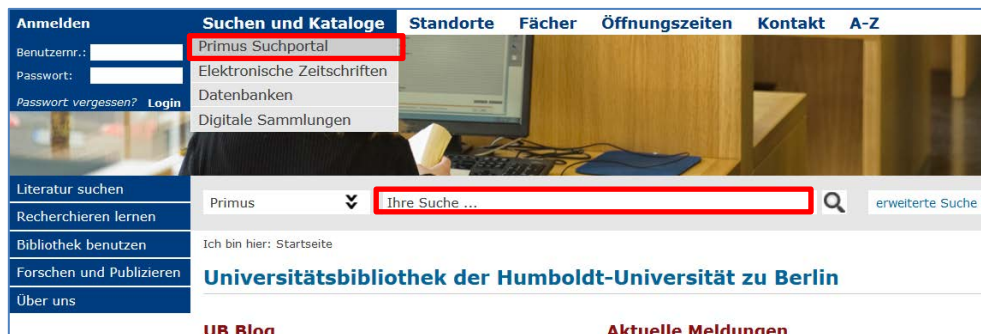 Anmelden
Benutzernr.:
Passwort:
Passwort vergessen? Login
Suchen und Kataloge Standorte Fächer Öffnungszeiten Kontakt A-Z
Primus Suchportal
Elektronische Zeitschriften
Datenbanken
Digitale Sammlungen
Literatur suchen
Recherchieren lernen
Bibliothek benutzen
Forschen und Publizieren
Über uns
Primus Ihre Suche ... erweiterte Suche
Ich bin hier: Startseite
Universitätsbibliothek der Humboldt-Universität zu Berlin
UB Blog Aktuelle Meldungen